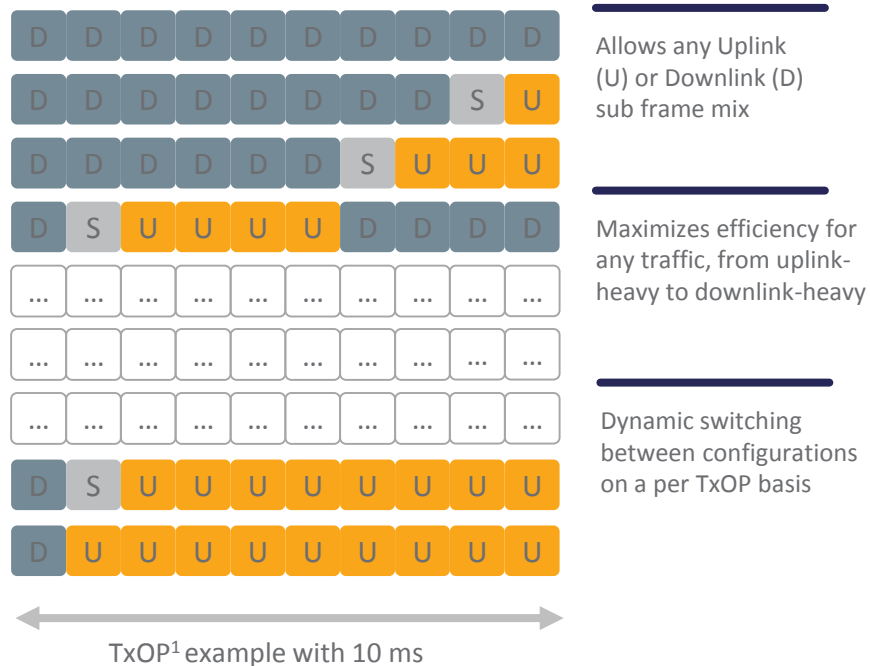 D D D D D D D D D D
D D D D D D D D S U
D D D D D D S U U U
D S U U U U D D D D
... ... ... ... ... ... ... ... ... ...
... ... ... ... ... ... ... ... ... ...
... ... ... ... ... ... ... ... ... ...
D S U U U U U U U U
D U U U U U U U U U
TxOP¹ example with 10 ms
Allows any Uplink
(U) or Downlink (D)
sub frame mix
Maximizes efficiency for
any traffic, from uplink-
heavy to downlink-heavy
Dynamic switching
between configurations
on a per TxOP basis